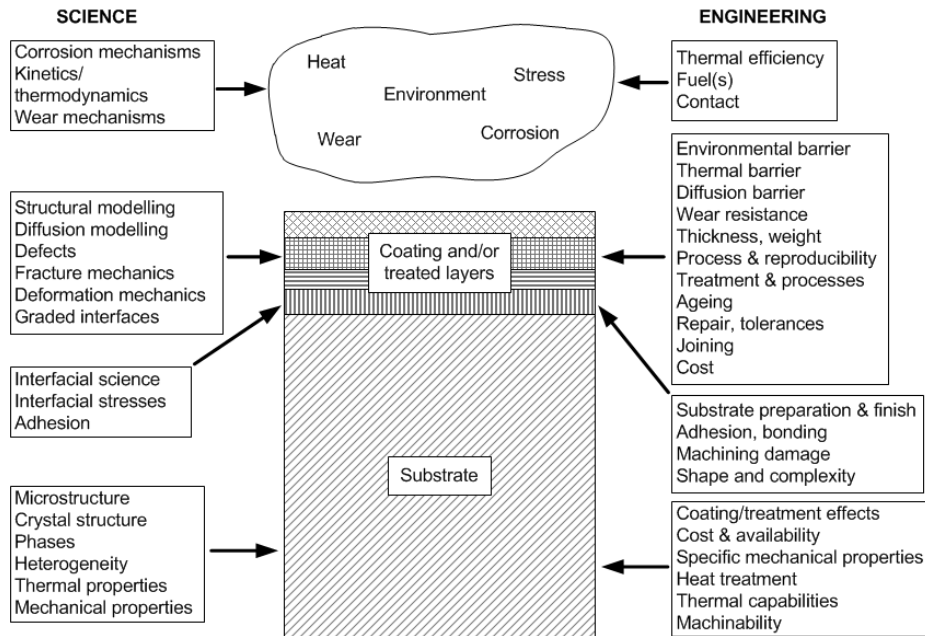 SCIENCE
Corrosion mechanisms
Kinetics/
thermodynamics
Wear mechanisms
Structural modelling
Diffusion modelling
Defects
Fracture mechanics
Deformation mechanics
Graded interfaces
Interfacial science
Interfacial stresses
Adhesion
Microstructure
Crystal structure
Phases
Heterogeneity
Thermal properties
Mechanical properties
Heat
Stress
Environment
Wear
Corrosion
Coating and/or
treated layers
Substrate
ENGINEERING
Thermal efficiency
Fuel(s)
Contact
Environmental barrier
Thermal barrier
Diffusion barrier
Wear resistance
Thickness, weight
Process & reproducibility
Treatment & processes
Ageing
Repair, tolerances
Joining
Cost
Substrate preparation & finish
Adhesion, bonding
Machining damage
Shape and complexity
Coating/treatment effects
Cost & availability
Specific mechanical properties
Heat treatment
Thermal capabilities
Machinability